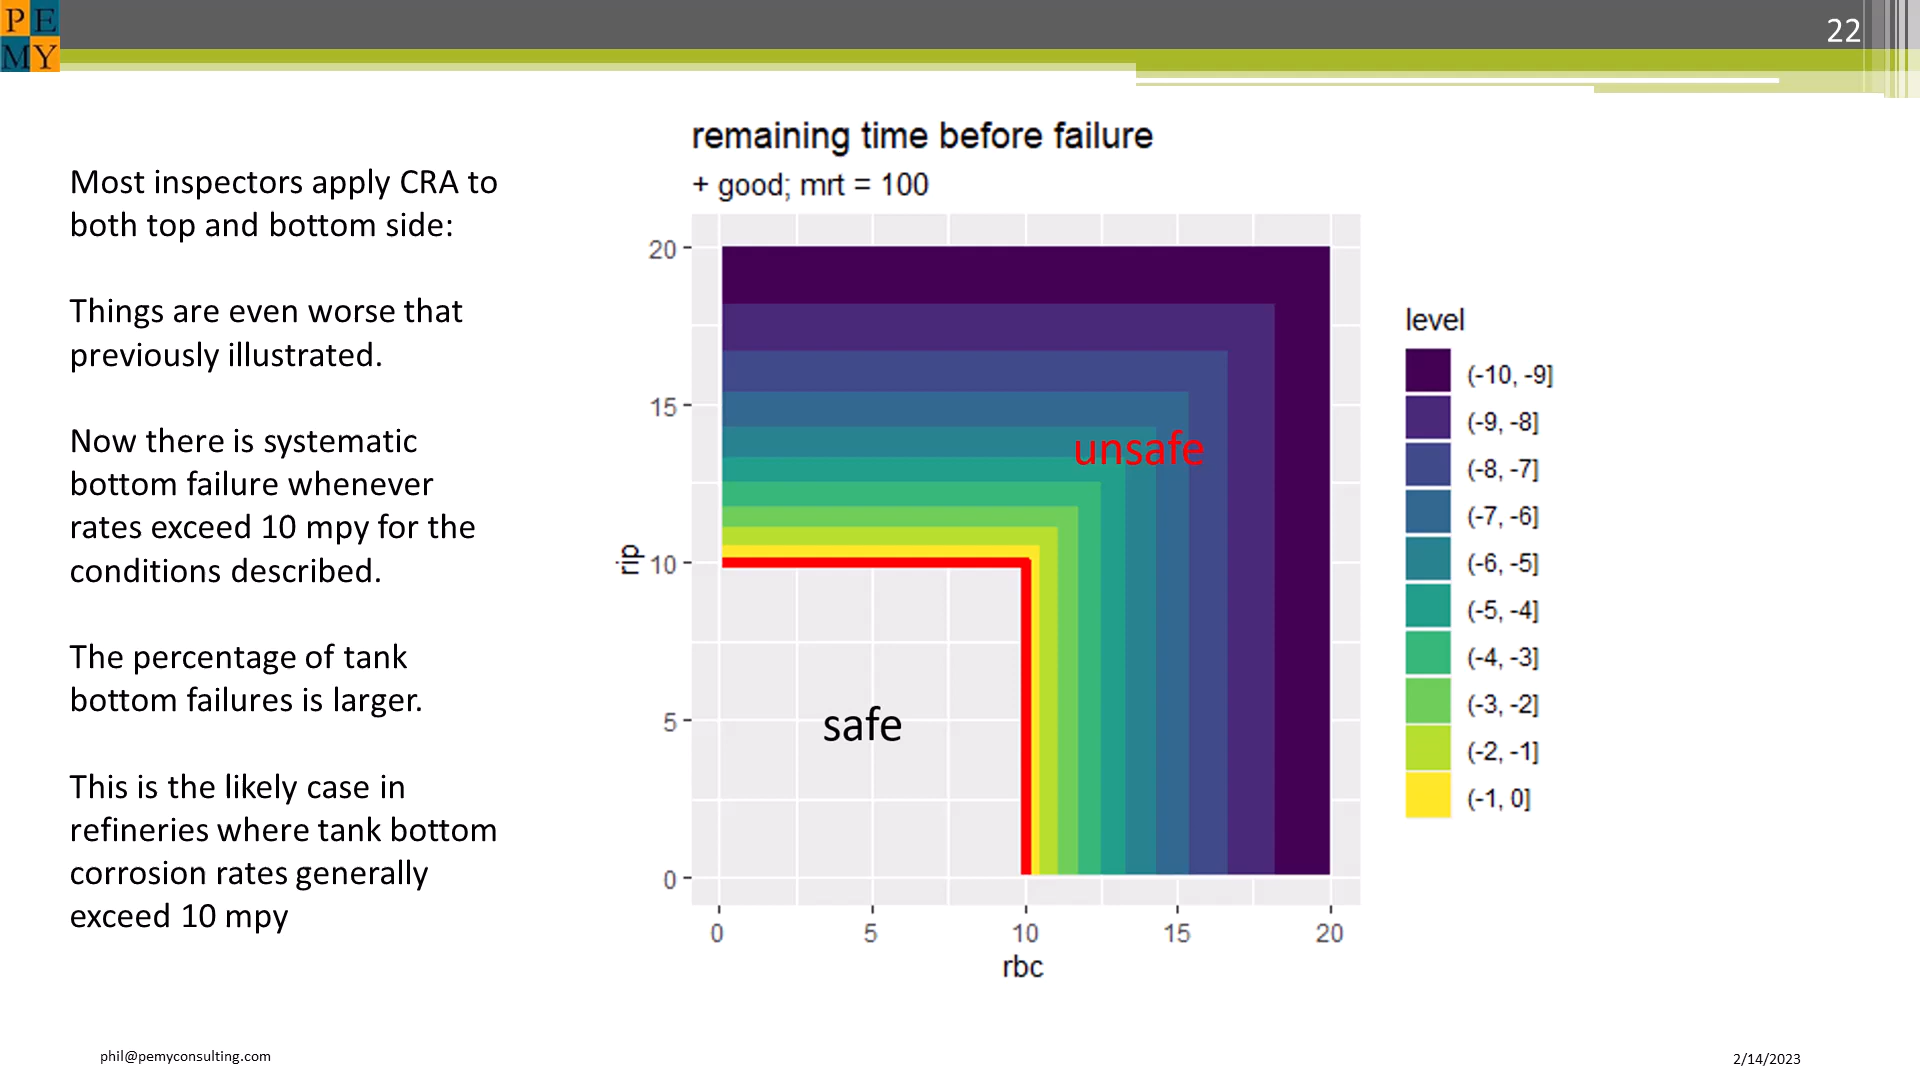 P E
M Y
22
Most inspectors apply CRA to
both top and bottom side:
Things are even worse that
previously illustrated.
Now there is systematic
bottom failure whenever
rates exceed 10 mpy for the
conditions described.
The percentage of tank
bottom failures is larger.
This is the likely case in
refineries where tank bottom
corrosion rates generally
exceed 10 mpy
remaining time before failure
+ good; mrt = 100
20
15
10
5
0
rip
unsafe
safe
0 5 10 15 20
rbc
level
(-10, -9]
(-9, -8]
(-8, -7]
(-7, -6]
(-6, -5]
(-5, -4]
(-4, -3]
(-3, -2]
(-2, -1]
(-1, 0]
phil@pemyconsulting.com
2/14/2023